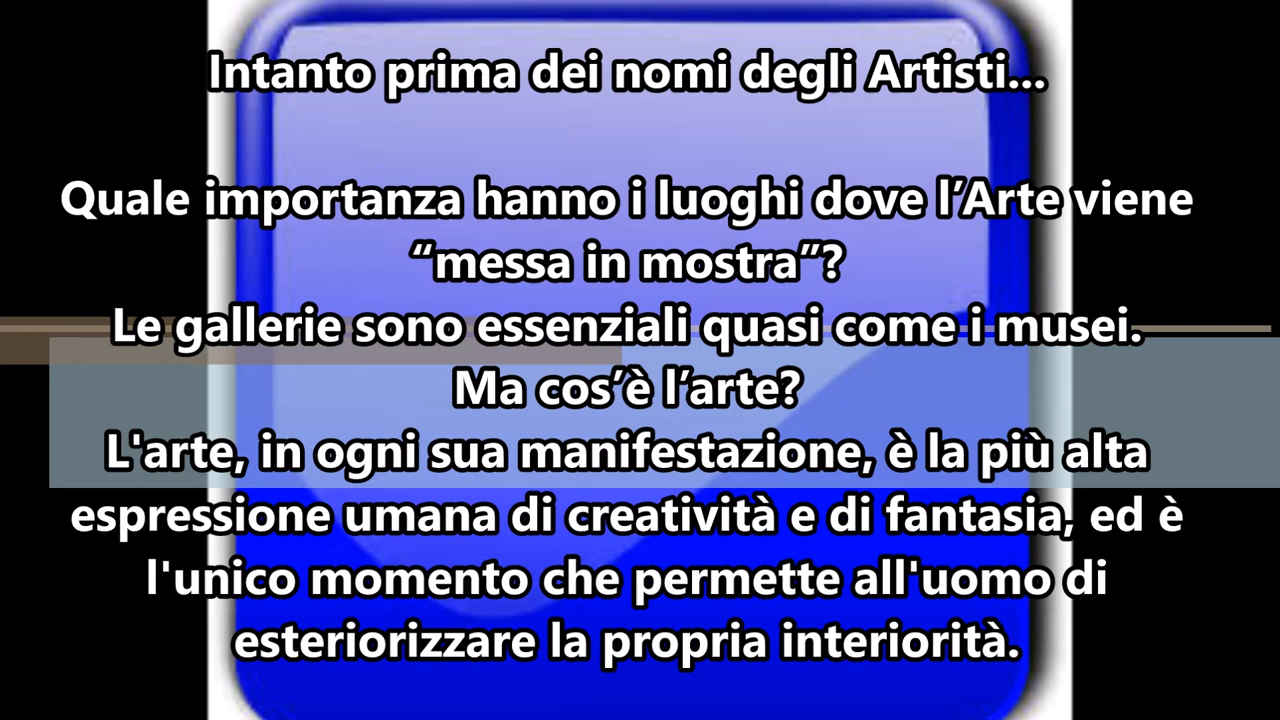 Intanto prima dei nomi degli Artisti...
Quale importanza hanno i luoghi dove l’Arte viene
“messa in mostra”?
Le gallerie sono essenziali quasi come i musei.
Ma cos’è l’arte?
L'arte, in ogni sua manifestazione, è la più alta
espressione umana di creatività e di fantasia, ed è
l'unico momento che permette all'uomo di
esteriorizzare la propria interiorità.